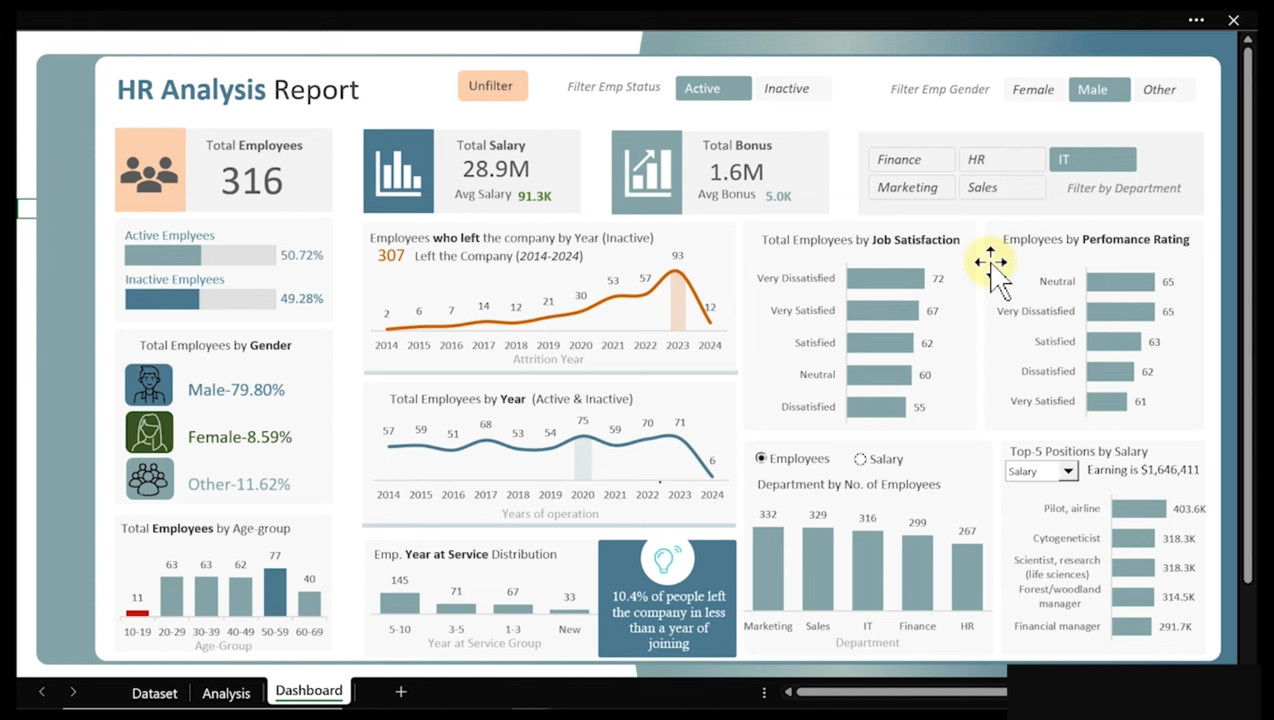 HR Analysis Report
Unfilter
Filter Emp Status
Active
Inactive
Filter Emp Gender
Female
Male
Other
Total Employees
316
Total Salary
28.9M
Avg Salary 91.3K
Total Bonus
1.6M
Avg Bonus 5.0K
Finance
HR
IT
Marketing
Sales
Filter by Department
Active Emplyees
50.72%
Inactive Emplyees
49.28%
Total Employees by Gender
Male-79.80%
Female-8.59%
Other-11.62%
Total Employees by Age-group
11 63 63 62 77 40
10-19 20-29 30-39 40-49 50-59 60-69
Age-Group
Employees who left the company by Year (Inactive)
307 Left the Company (2014-2024)
2 6 7 14 12 21 30 53 57 93 12
2014 2015 2016 2017 2018 2019 2020 2021 2022 2023 2024
Attrition Year
Total Employees by Year (Active & Inactive)
57 59 51 68 53 54 75 59 70 71 6
2014 2015 2016 2017 2018 2019 2020 2021 2022 2023 2024
Years of operation
Emp. Year at Service Distribution
145 71 67 33
5-10 3-5 1-3 New
Year at Service Group
10.4% of people left
the company in less
than a year of
joining
Total Employees by Job Satisfaction
Very Dissatisfied 72
Very Satisfied 67
Satisfied 62
Neutral 60
Dissatisfied 55
Employees by Perfomance Rating
Neutral 65
Very Dissatisfied 65
Satisfied 63
Dissatisfied 62
Very Satisfied 61
Employees
Salary
Department by No. of Employees
332 329 316 299 267
Marketing Sales IT Finance HR
Department
Top-5 Positions by Salary
Salary
Earning is $1,646,411
Pilot, airline 403.6K
Cytogeneticist 318.3K
Scientist, research
(life sciences) 318.3K
Forest/woodland
manager 314.5K
Financial manager 291.7K
Dataset
Analysis
Dashboard